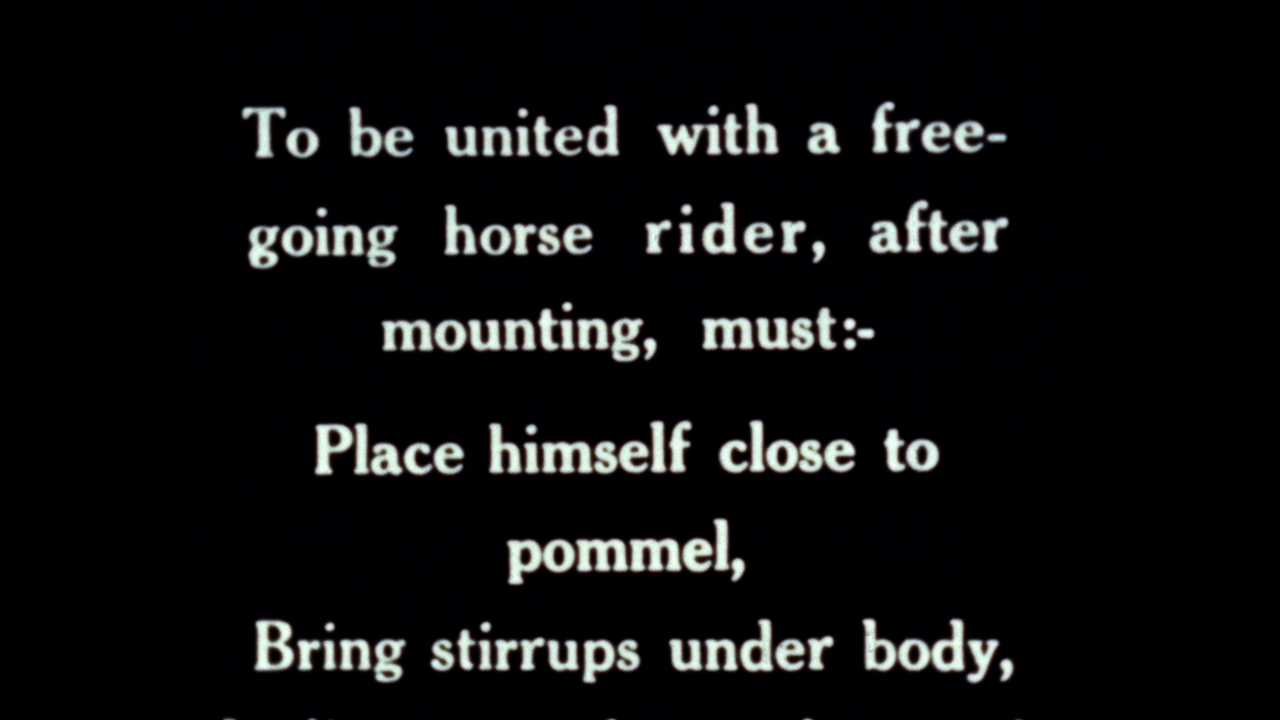 To be united with a free-
going horse rider, after
mounting, must:-
Place himself close to
pommel,
Bring stirrups under body,